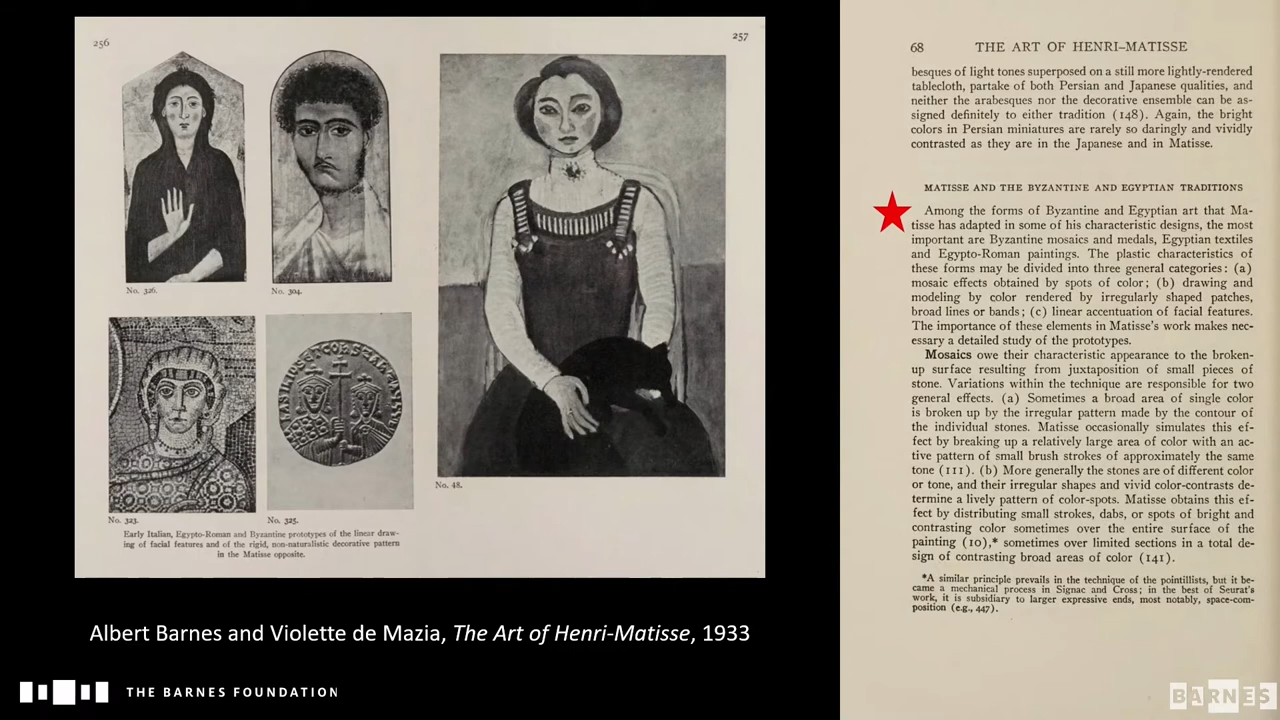 256
257
No. 326.
No. 304.
No. 323.
No. 325.
No. 48.
Early Italian, Egypto-Roman and Byzantine prototypes of the linear draw-
ing of facial features and of the rigid, non-naturalistic decorative pattern
in the Matisse opposite.
Albert Barnes and Violette de Mazia, The Art of Henri-Matisse, 1933
THE BARNES FOUNDATION
68 THE ART OF HENRI-MATISSE
besques of light tones superposed on a still more lightly-rendered
tablecloth, partake of both Persian and Japanese qualities, and
neither the arabesques nor the decorative ensemble can be as-
signed definitely to either tradition (148). Again, the bright
colors in Persian miniatures are rarely so daringly and vividly
contrasted as they are in the Japanese and in Matisse.
MATISSE AND THE BYZANTINE AND EGYPTIAN TRADITIONS
Among the forms of Byzantine and Egyptian art that Ma-
tisse has adapted in some of his characteristic designs, the most
important are Byzantine mosaics and medals, Egyptian textiles
and Egypto-Roman paintings. The plastic characteristics of
these forms may be divided into three general categories: (a)
mosaic effects obtained by spots of color; (b) drawing and
modeling by color rendered by irregularly shaped patches,
broad lines or bands; (c) linear accentuation of facial features.
The importance of these elements in Matisse's work makes nec-
essary a detailed study of the prototypes.
Mosaics owe their characteristic appearance to the broken-
up surface resulting from juxtaposition of small pieces of
stone. Variations within the technique are responsible for two
general effects. (a) Sometimes a broad area of single color
is broken up by the irregular pattern made by the contour of
the individual stones. Matisse occasionally simulates this ef-
fect by breaking up a relatively large area of color with an ac-
tive pattern of small brush strokes of approximately the same
tone (111). (b) More generally the stones are of different color
or tone, and their irregular shapes and vivid color-contrasts de-
termine a lively pattern of color-spots. Matisse obtains this ef-
fect by distributing small strokes, dabs, or spots of bright and
contrasting color sometimes over the entire surface of the
painting (10),* sometimes over limited sections in a total de-
sign of contrasting broad areas of color (141).
*A similar principle prevails in the technique of the pointillists, but it be-
came a mechanical process in Signac and Cross; in the best of Seurat's
work, it is subsidiary to larger expressive ends, most notably, space-com-
position (e.g., 447).
BARNES